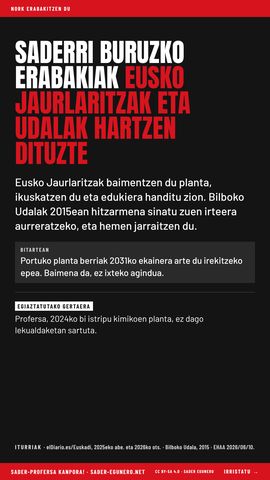 NORK ERABAKITZEN DU
SADERRI BURUZKO
ERABAKIAK EUSKO
JAURLARITZAK ETA
UDALAK HARTZEN
DITUZTE
Eusko Jaurlaritzak baimentzen du planta,
ikuskatzen du eta edukiera handitu zion. Bilboko
Udalak 2015ean hitzarmena sinatu zuen irteera
aurreratzeko, eta hemen jarraitzen du.
BITARTEAN
Portuko planta berriak 2031ko ekainera arte du irekitzeko
epea. Baimena da, ez ixteko agindua.
EGIAZTATUTAKO GERTAERA
Profersa, 2024ko bi istripu kimikoen planta, ez dago
lekualdaketan sartuta.
ITURRIAK · elDiario.es/Euskadi, 2025eko abe. eta 2026ko ots. · Bilboko Udala, 2015 · EHAA 2026/06/10.
SADER-PROFERSA KANPORA! · SADER-EGUNERO.NET
CC BY-SA 4.0 · SADER EGUNERO
IRRISTATU →